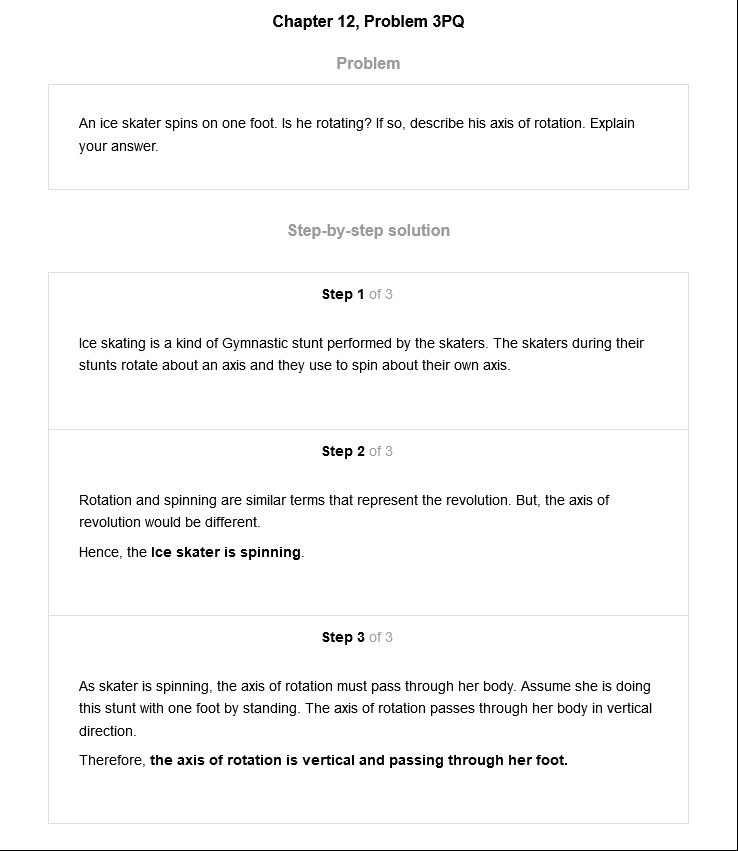 Chapter 12, Problem 3PQ
Problem
An ice skater spins on one foot. Is he rotating? If so, describe his axis of rotation. Explain
your answer.
Step-by-step solution
Step 1 of 3
Ice skating is a kind of Gymnastic stunt performed by the skaters. The skaters during their
stunts rotate about an axis and they use to spin about their own axis.
Step 2 of 3
Rotation and spinning are similar terms that represent the revolution. But, the axis of
revolution would be different.
Hence, the Ice skater is spinning.
Step 3 of 3
As skater is spinning, the axis of rotation must pass through her body. Assume she is doing
this stunt with one foot by standing. The axis of rotation passes through her body in vertical
direction.
Therefore, the axis of rotation is vertical and passing through her foot.